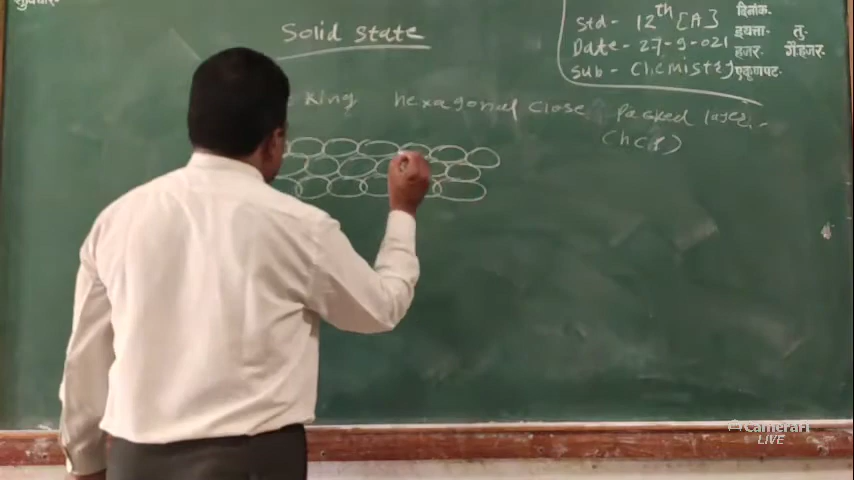 सुविचार:-
Solid state
Std - 12th [A]
Date - 27-9-021
Sub - Chemistry
दिनांक-
इयत्ता- तु-
हजर- गैरहजर-
एकुणपट-
king hexagonal close packed layer -
(hcp)
CameraFi
LIVE